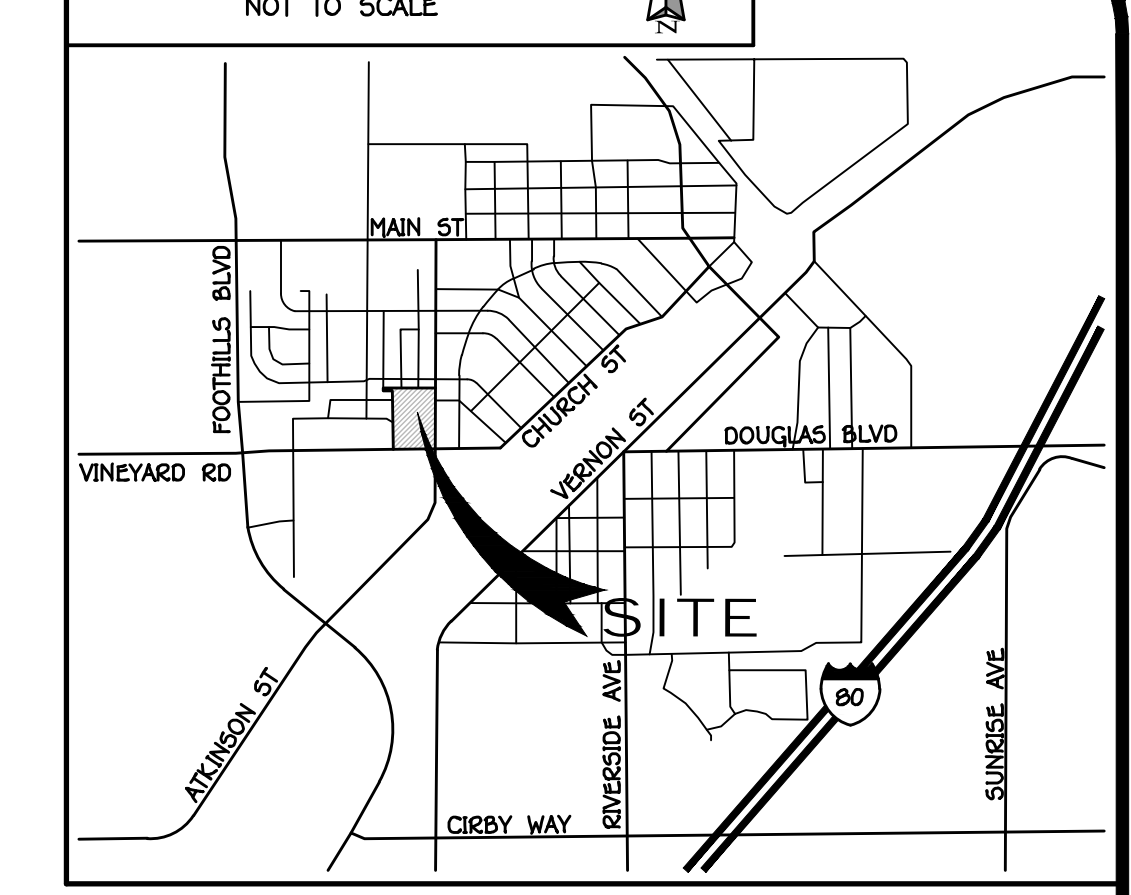 NOT TO SCALE
N
MAIN ST
FOOTHILLS BLVD
CHURCH ST
VERNON ST
DOUGLAS BLVD
VINEYARD RD
SITE
ATKINSON ST
RIVERSIDE AVE
80
SUNRISE AVE
CIRBY WAY